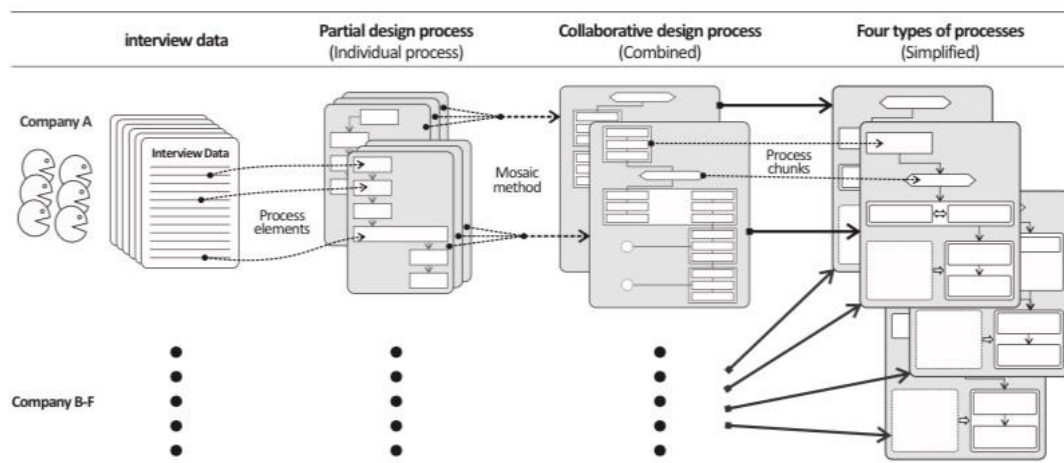 interview data
Partial design process
(Individual process)
Collaborative design process
(Combined)
Four types of processes
(Simplified)
Company A
Interview Data
Process
elements
Mosaic
method
Process
chunks
Company B-F